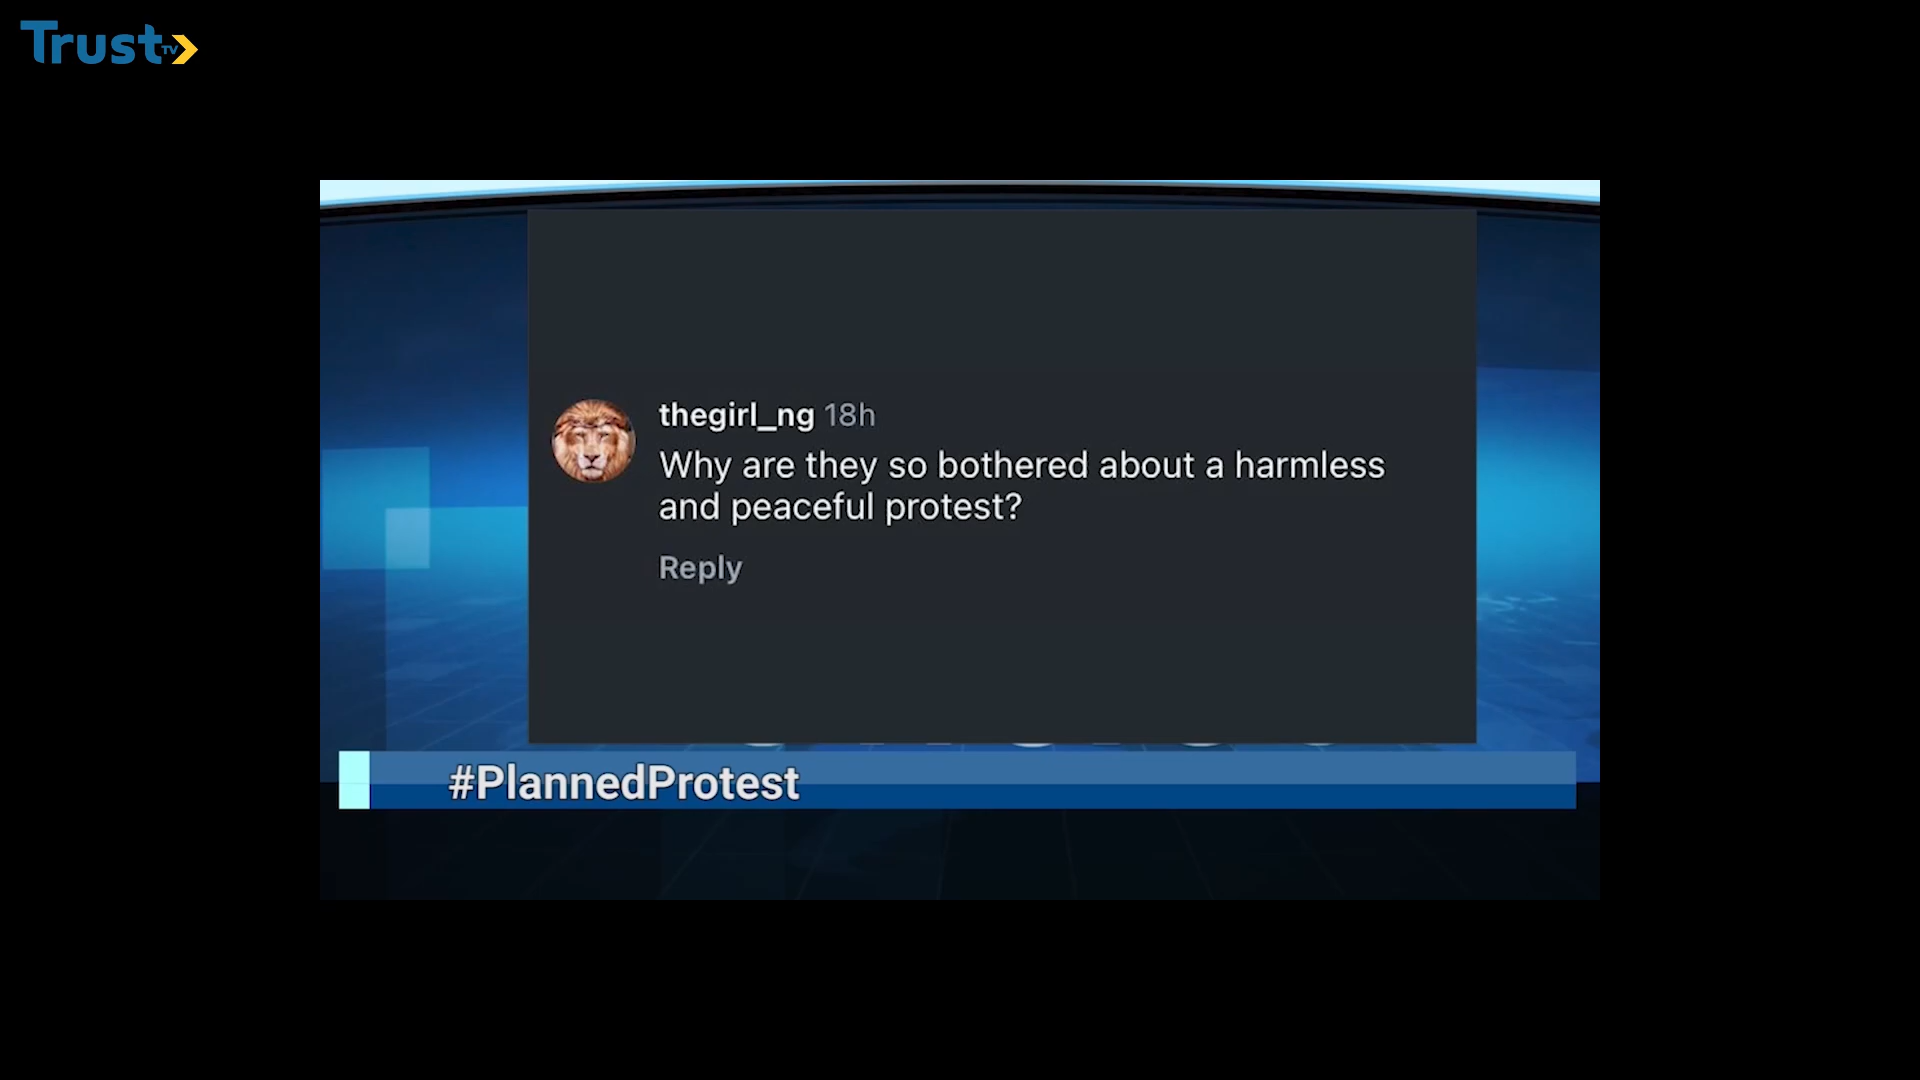 Trust TV
thegirl_ng 18h
Why are they so bothered about a harmless
and peaceful protest?
Reply
#PlannedProtest